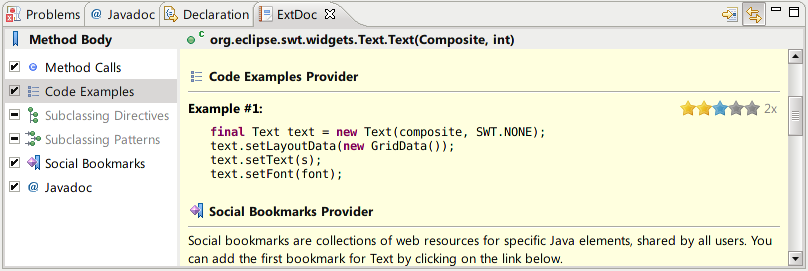 Problems @ Javadoc Declaration ExtDoc
Method Body
org.eclipse.swt.widgets.Text.Text(Composite, int)
Method Calls
Code Examples
Subclassing Directives
Subclassing Patterns
Social Bookmarks
@ Javadoc
Code Examples Provider
Example #1:
2x
final Text text = new Text(composite, SWT.NONE);
text.setLayoutData(new GridData());
text.setText(s);
text.setFont(font);
Social Bookmarks Provider
Social bookmarks are collections of web resources for specific Java elements, shared by all users. You
can add the first bookmark for Text by clicking on the link below.